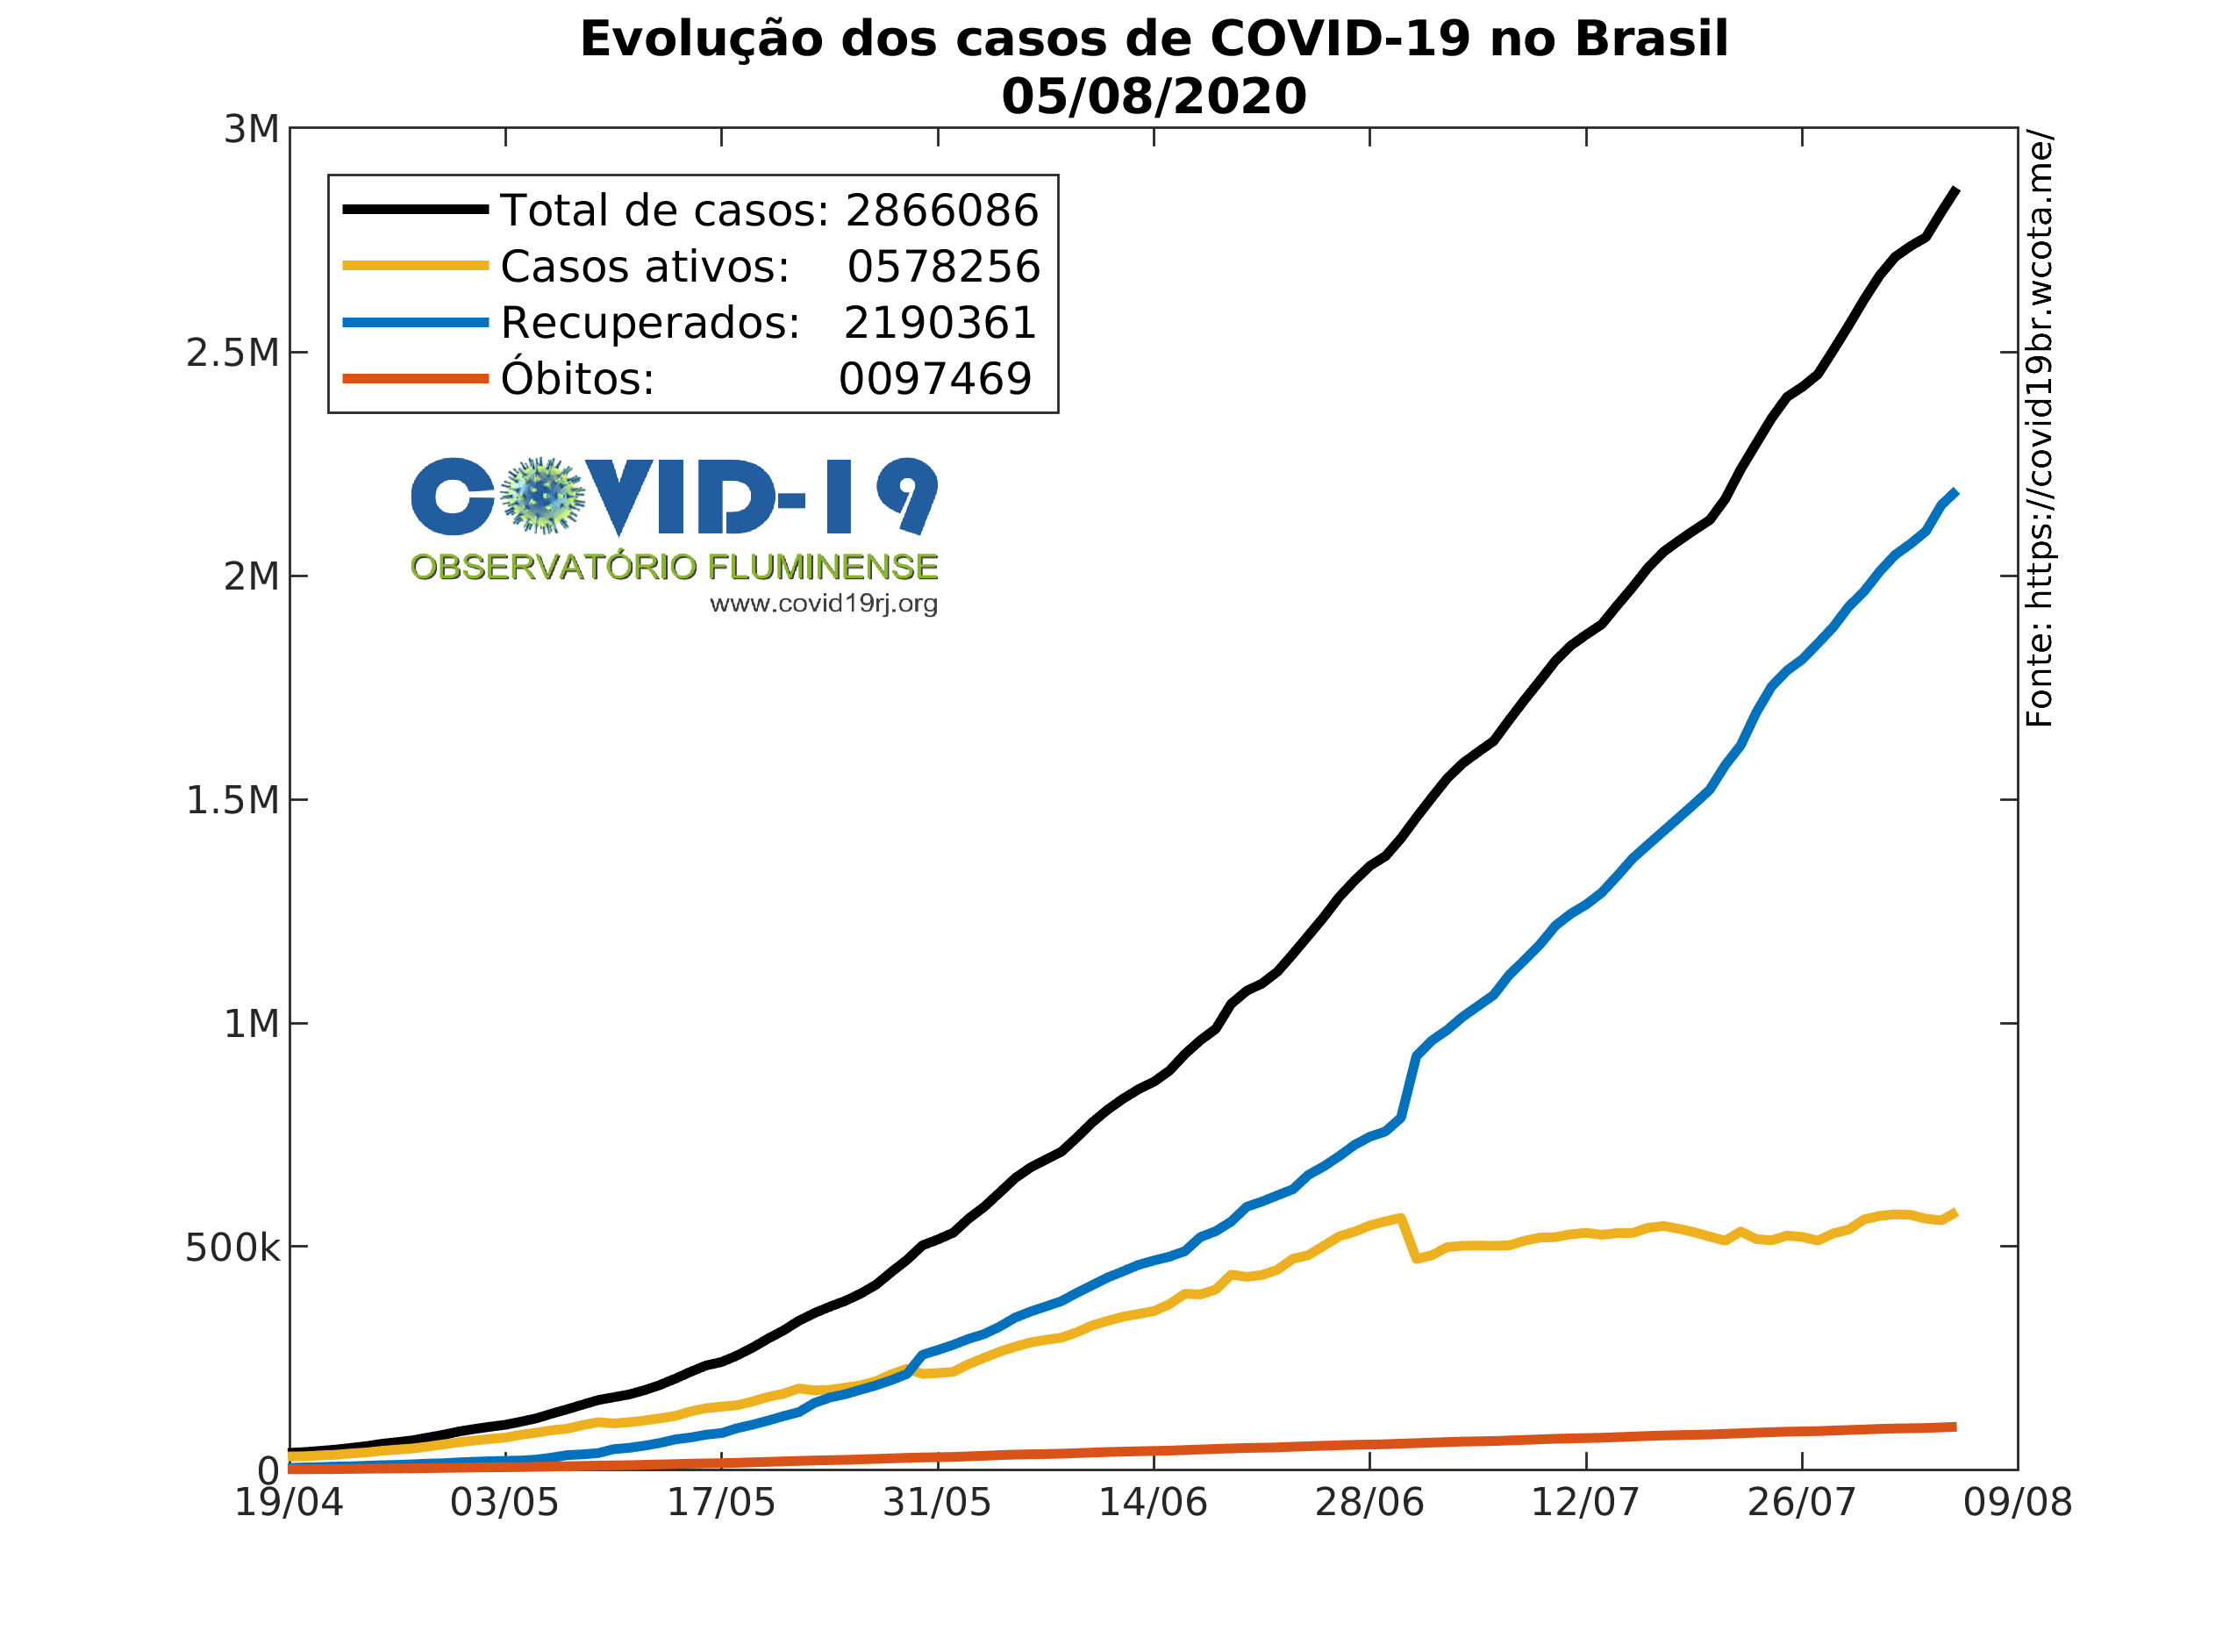 Evolução dos casos de COVID-19 no Brasil
05/08/2020
3M
2.5M
2M
1.5M
1M
500k
0
Total de casos: 2866086
Casos ativos: 0578256
Recuperados: 2190361
Óbitos: 0097469
COVID-19
OBSERVATÓRIO FLUMINENSE
www.covid19rj.org
Fonte: https://covid19br.wcota.me/
19/04 03/05 17/05 31/05 14/06 28/06 12/07 26/07 09/08